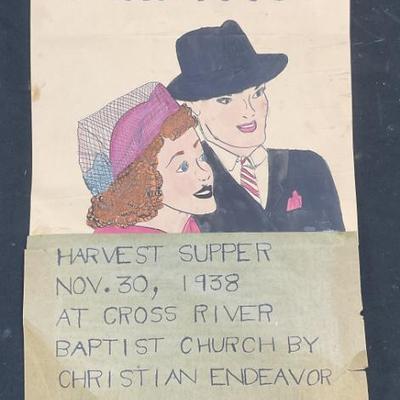 HARVEST SUPPER
NOV. 30, 1938
AT CROSS RIVER
BAPTIST CHURCH BY
CHRISTIAN ENDEAVOR